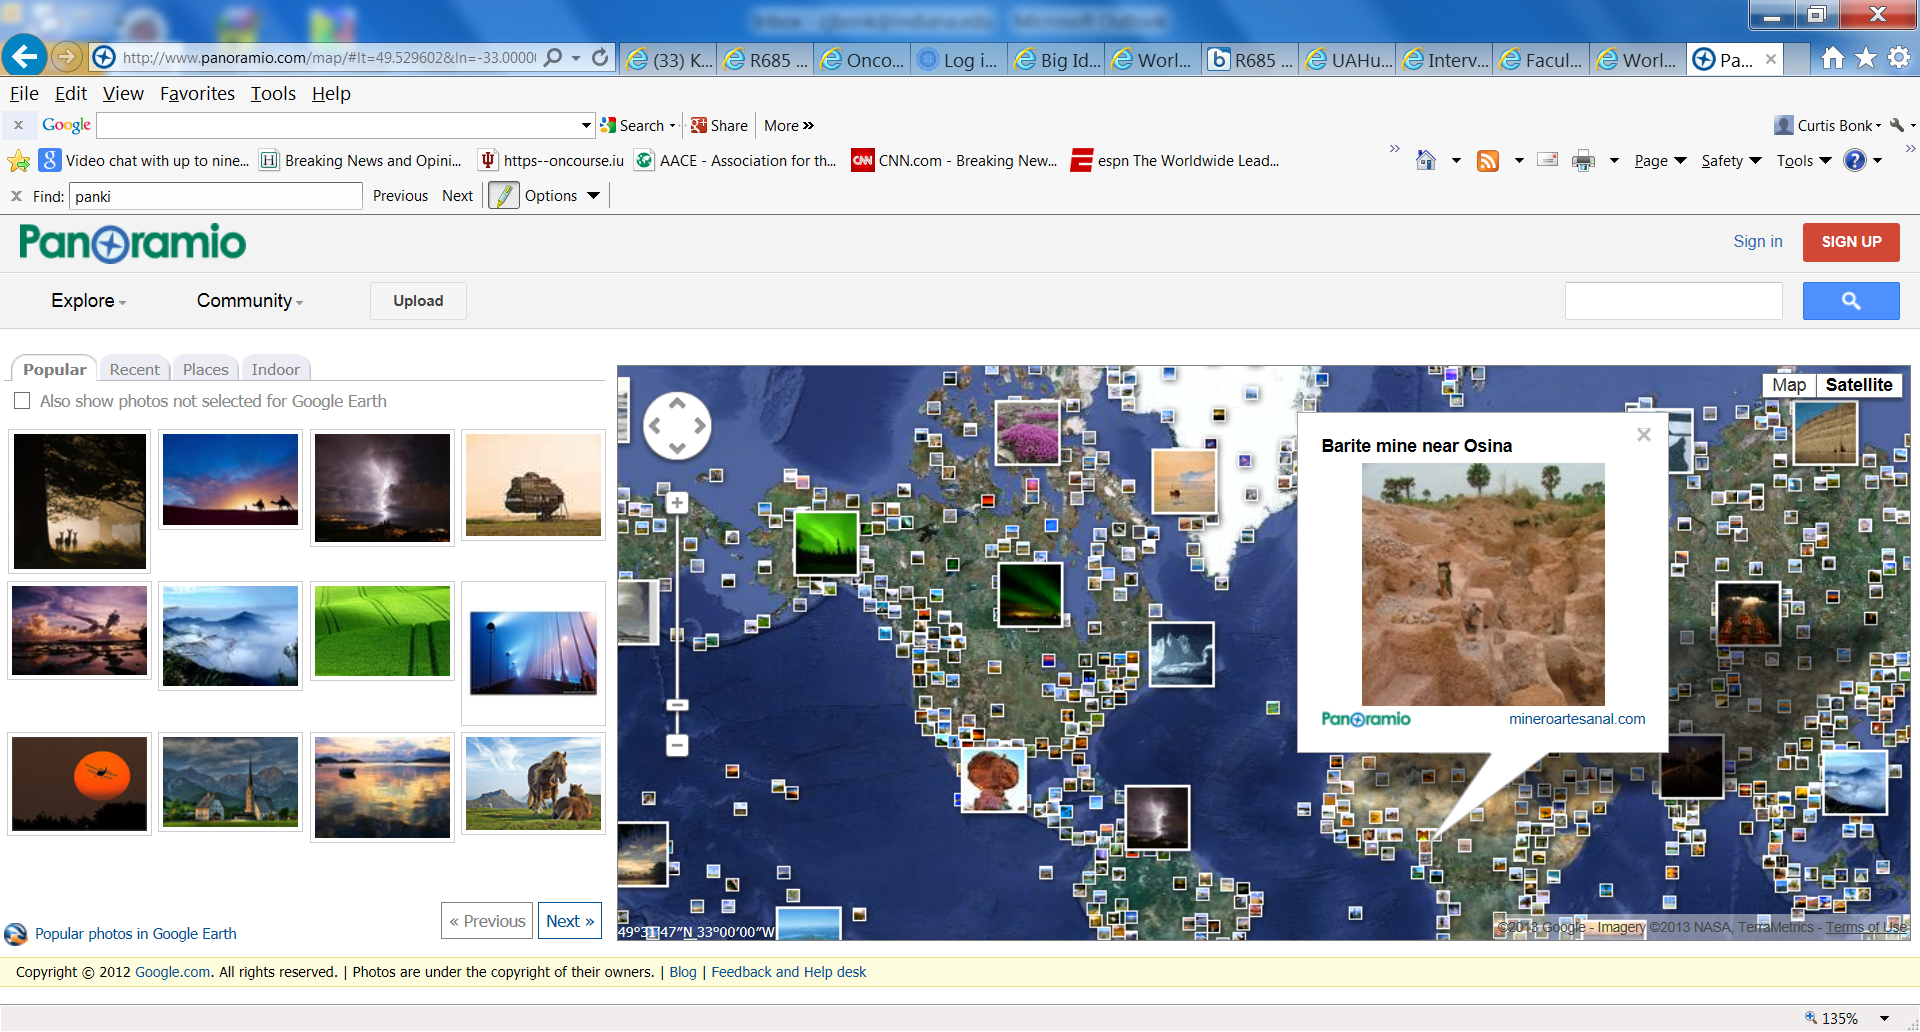 Inbox - cjbonk@indiana.edu - Microsoft Outlook
http://www.panoramio.com/map/#lt=49.529602&ln=-33.0000
(33) K...
R685 ...
Onco...
Log i...
Big Id...
Worl...
R685 ...
UAHu...
Interv...
Facul...
Worl...
Pa...
File Edit View Favorites Tools Help
x Google Search Share More »
Curtis Bonk
Video chat with up to nine...
Breaking News and Opini...
https--oncourse.iu
AACE - Association for th...
CNN CNN.com - Breaking New...
espn The Worldwide Lead...
Page Safety Tools
x Find: panki Previous Next Options
Panoramio
Sign in SIGN UP
Explore Community Upload
Popular Recent Places Indoor
Also show photos not selected for Google Earth
Map Satellite
Barite mine near Osina
Panoramio mineroartesanal.com
« Previous Next »
Popular photos in Google Earth
49°31'47"N 33°00'00"W
©2013 Google - Imagery ©2013 NASA, TerraMetrics - Terms of Use
Copyright © 2012 Google.com. All rights reserved. | Photos are under the copyright of their owners. | Blog | Feedback and Help desk
135%